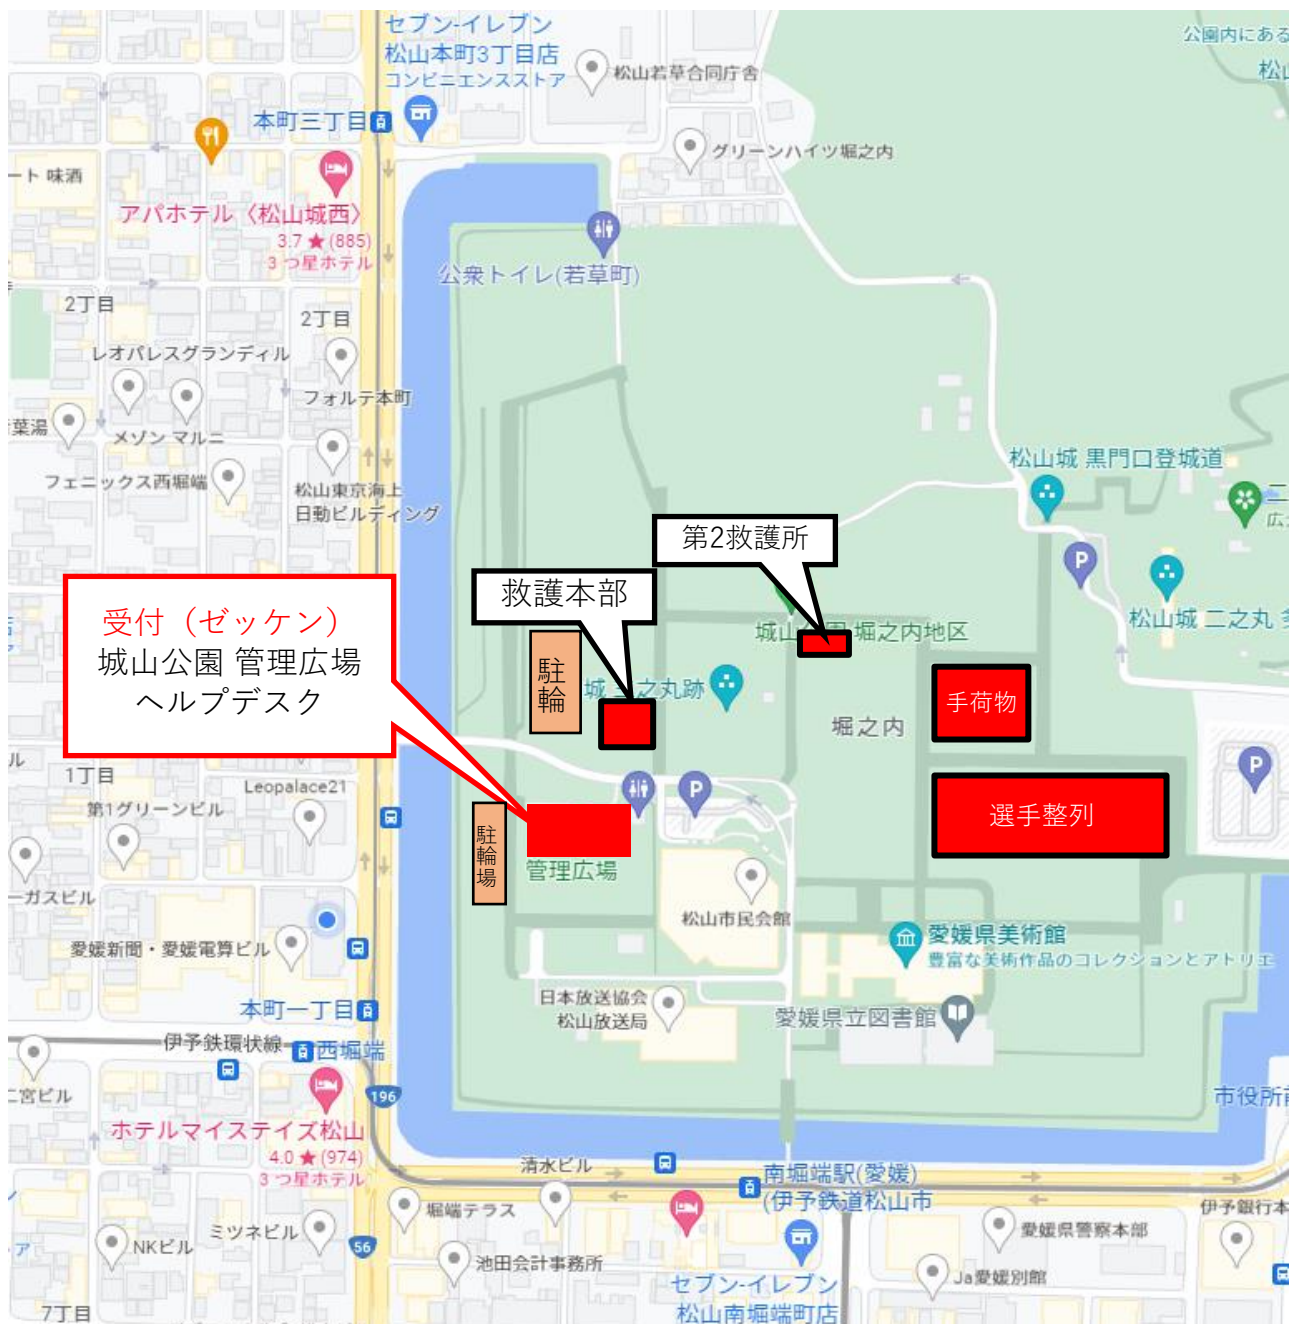 セブン-イレブン
松山本町3丁目店
コンビニエンスストア
松山若草合同庁舎
公園内にある
松山
本町三丁目
グリーンハイツ堀之内
ート 味酒
アパホテル〈松山城西〉
3.7 ★ (885)
3 つ星ホテル
公衆トイレ(若草町)
2丁目
2丁目
レオパレスグランディル
フォルテ本町
葉湯
メゾン マルニ
フェニックス西堀端
松山東京海上
日動ビルディング
松山城 黒門口登城道
二
広
第2救護所
救護本部
受付（ゼッケン）
城山公園 管理広場
ヘルプデスク
城山公園 堀之内地区
松山城 二之丸 多
駐輪
城 三之丸跡
堀之内
手荷物
P
P
P
ル
1丁目
Leopalace21
第1グリーンビル
駐輪場
管理広場
選手整列
ーガスビル
松山市民会館
愛媛県美術館
豊富な美術作品のコレクションとアトリエ
愛媛新聞・愛媛電算ビル
日本放送協会
松山放送局
愛媛県立図書館
本町一丁目
伊予鉄環状線
西堀端
二宮ビル
196
市役所前
ホテルマイステイズ松山
4.0 ★ (974)
3 つ星ホテル
清水ビル
南堀端駅(愛媛)
(伊予鉄道松山市
堀端テラス
伊予銀行本
愛媛県警察本部
ミツネビル
NKビル
56
池田会計事務所
ア
Ja愛媛別館
セブン-イレブン
松山南堀端町店
7丁目